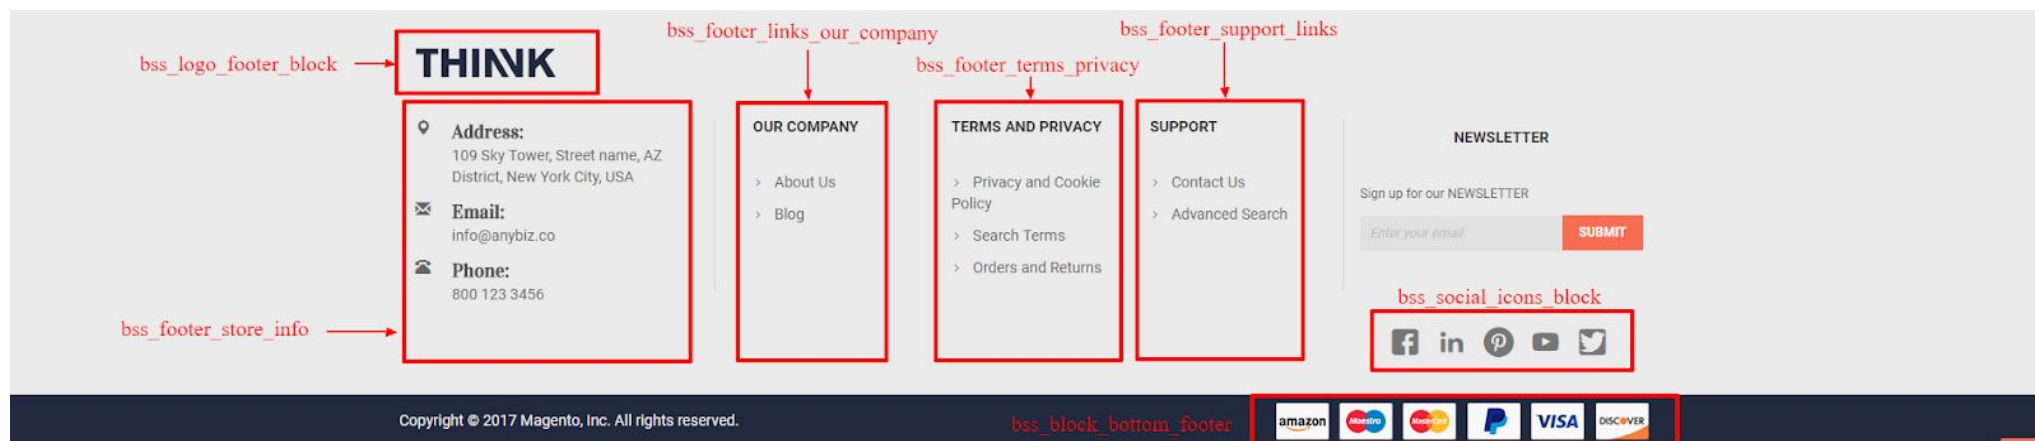 bss_logo_footer_block
THINK
bss_footer_links_our_company
bss_footer_terms_privacy
bss_footer_support_links
Address:
109 Sky Tower, Street name, AZ
District, New York City, USA
Email:
info@anybiz.co
Phone:
800 123 3456
bss_footer_store_info
OUR COMPANY
> About Us
> Blog
TERMS AND PRIVACY
> Privacy and Cookie
Policy
> Search Terms
> Orders and Returns
SUPPORT
> Contact Us
> Advanced Search
NEWSLETTER
Sign up for our NEWSLETTER
Enter your email
SUBMIT
bss_social_icons_block
Copyright © 2017 Magento, Inc. All rights reserved.
bss_block_bottom_footer
amazon
Maestro
MasterCard
VISA
DISCOVER